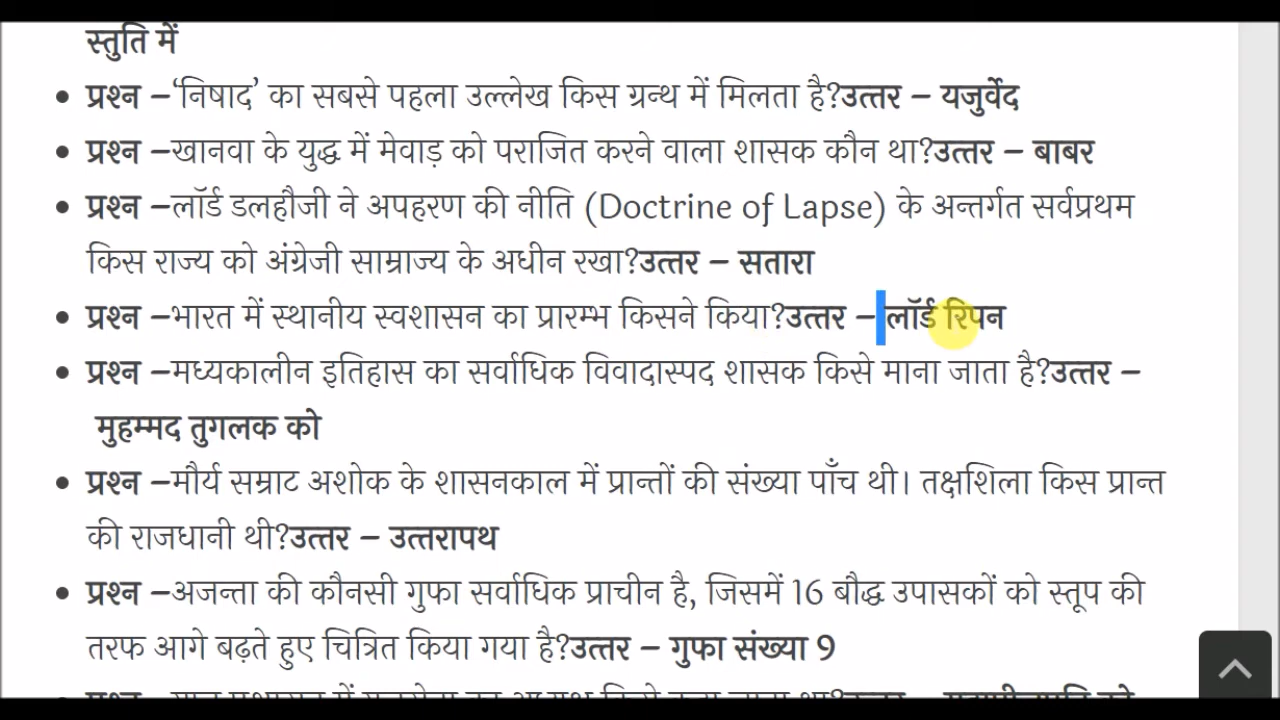 स्तुति में
• प्रश्न –‘निषाद’ का सबसे पहला उल्लेख किस ग्रन्थ में मिलता है?उत्तर – यजुर्वेद
• प्रश्न –खानवा के युद्ध में मेवाड़ को पराजित करने वाला शासक कौन था?उत्तर – बाबर
• प्रश्न –लॉर्ड डलहौजी ने अपहरण की नीति (Doctrine of Lapse) के अन्तर्गत सर्वप्रथम
किस राज्य को अंग्रेजी साम्राज्य के अधीन रखा?उत्तर – सतारा
• प्रश्न –भारत में स्थानीय स्वशासन का प्रारम्भ किसने किया?उत्तर – लॉर्ड रिपन
• प्रश्न –मध्यकालीन इतिहास का सर्वाधिक विवादास्पद शासक किसे माना जाता है?उत्तर –
मुहम्मद तुगलक को
• प्रश्न –मौर्य सम्राट अशोक के शासनकाल में प्रान्तों की संख्या पाँच थी। तक्षशिला किस प्रान्त
की राजधानी थी?उत्तर – उत्तरापथ
• प्रश्न –अजन्ता की कौनसी गुफा सर्वाधिक प्राचीन है, जिसमें 16 बौद्ध उपासकों को स्तूप की
तरफ आगे बढ़ते हुए चित्रित किया गया है?उत्तर – गुफा संख्या 9